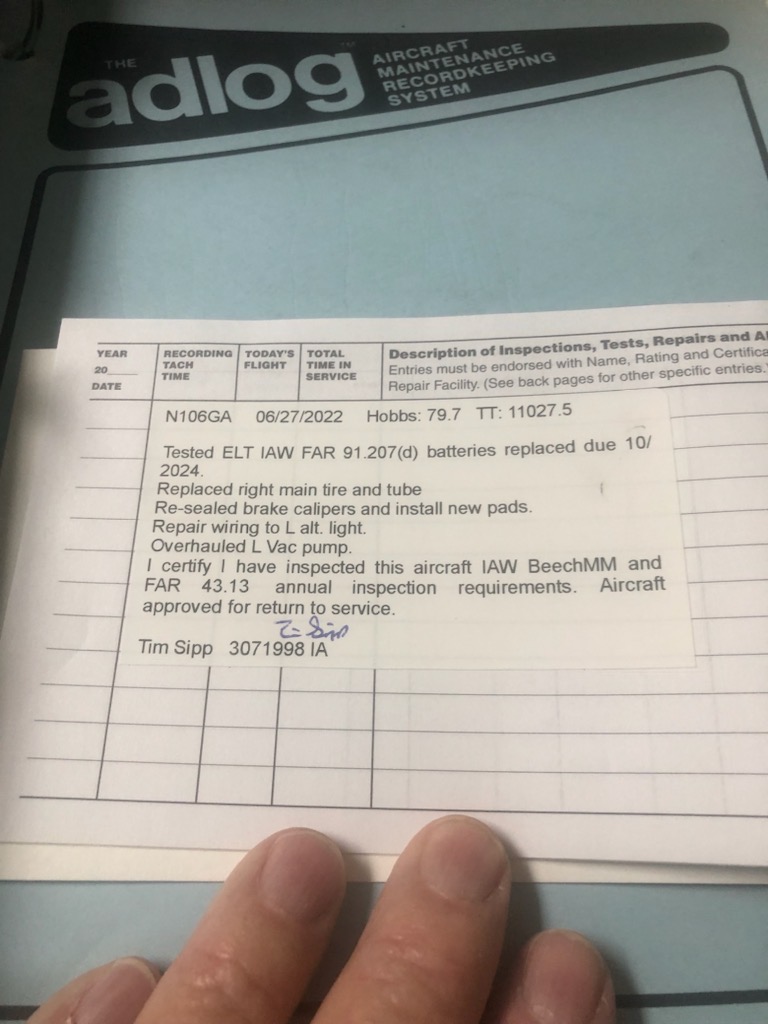 THE adlog™ AIRCRAFT
MAINTENANCE
RECORDKEEPING
SYSTEM
YEAR
20____
DATE
RECORDING
TACH
TIME
TODAY'S
FLIGHT
TOTAL
TIME IN
SERVICE
Description of Inspections, Tests, Repairs and
Entries must be endorsed with Name, Rating and
Repair Facility. (See back pages for other specific entries.
N106GA 06/27/2022 Hobbs: 79.7 TT: 11027.5
Tested ELT IAW FAR 91.207(d) batteries replaced due 10/
2024.
Replaced right main tire and tube
Re-sealed brake calipers and install new pads.
Repair wiring to L alt. light.
Overhauled L Vac pump.
I certify I have inspected this aircraft IAW BeechMM and
FAR 43.13 annual inspection requirements. Aircraft
approved for return to service.
Tim Sipp 3071998 IA